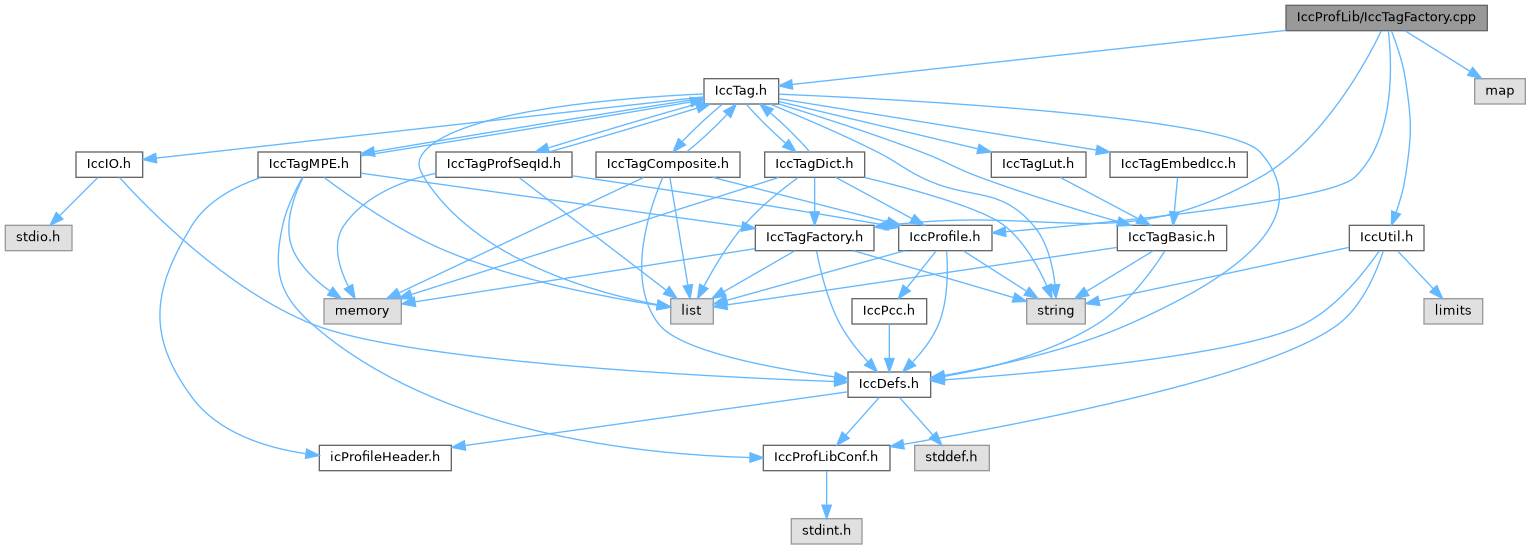 IccProfLib/IccTagFactory.cpp
IccTag.h
map
IccIO.h
IccTagMPE.h
IccTagProfSeqId.h
IccTagComposite.h
IccTagDict.h
IccTagLut.h
IccTagEmbedIcc.h
stdio.h
IccTagFactory.h
IccProfile.h
IccTagBasic.h
IccUtil.h
memory
list
IccPcc.h
string
limits
IccDefs.h
icProfileHeader.h
IccProfLibConf.h
stddef.h
stdint.h